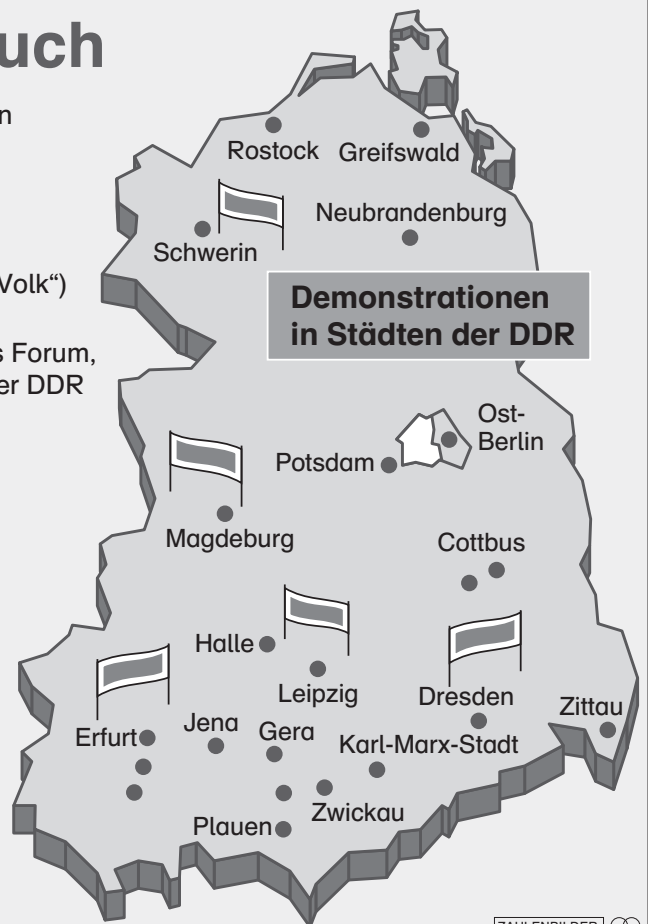 uch
n
Volk“)
s Forum,
er DDR
Rostock
Greifswald
Schwerin
Neubrandenburg
Demonstrationen
in Städten der DDR
Ost-
Berlin
Potsdam
Magdeburg
Cottbus
Halle
Leipzig
Dresden
Zittau
Erfurt
Jena
Gera
Karl-Marx-Stadt
Zwickau
Plauen
ZAHLENBILDER